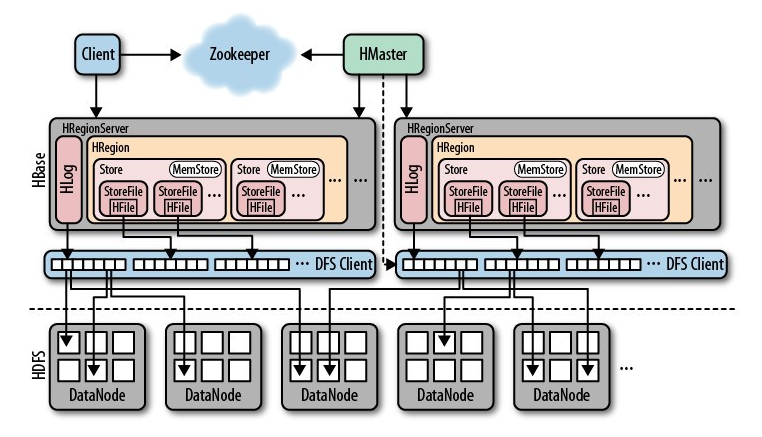 Client
Zookeeper
HMaster
HBase
HRegionServer
HLog
HRegion
Store
MemStore
StoreFile
HFile
StoreFile
HFile
...
Store
MemStore
StoreFile
HFile
...
...
...
HRegionServer
HLog
HRegion
Store
MemStore
StoreFile
HFile
StoreFile
HFile
...
Store
MemStore
StoreFile
HFile
...
...
...
... DFS Client
... DFS Client
HDFS
DataNode
DataNode
DataNode
DataNode
DataNode
...